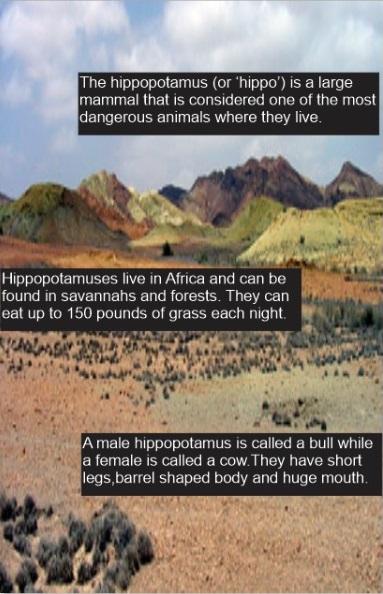 The hippopotamus (or ‘hippo’) is a large
mammal that is considered one of the most
dangerous animals where they live.
Hippopotamuses live in Africa and can be
found in savannahs and forests. They can
eat up to 150 pounds of grass each night.
A male hippopotamus is called a bull while
a female is called a cow.They have short
legs,barrel shaped body and huge mouth.